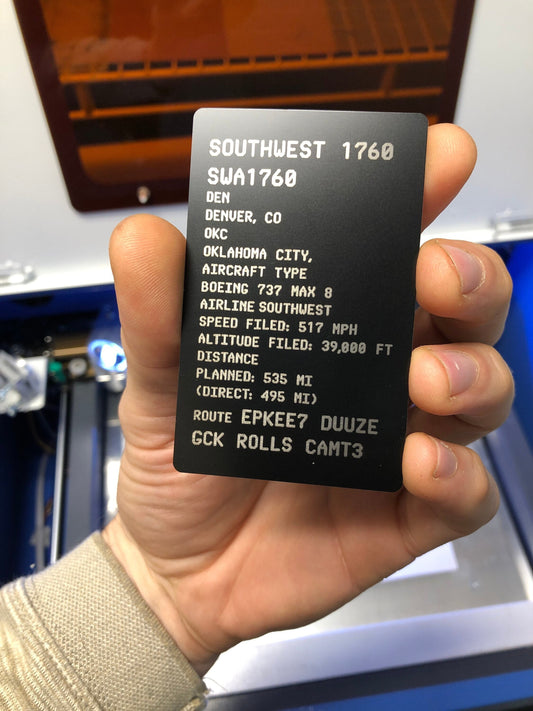 SOUTHWEST 1760
SWA1760
DEN
DENVER, CO
OKC
OKLAHOMA CITY,
AIRCRAFT TYPE
BOEING 737 MAX 8
AIRLINE SOUTHWEST
SPEED FILED: 517 MPH
ALTITUDE FILED: 39,000 FT
DISTANCE
PLANNED: 535 MI
(DIRECT: 495 MI)
ROUTE EPKEE7 DUUZE
GCK ROLLS CAMT3